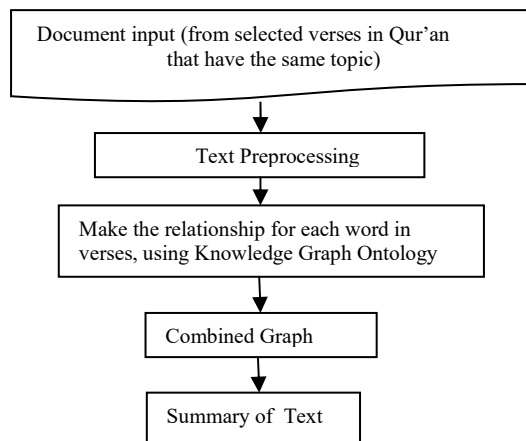 Document input (from selected verses in Qur’an
that have the same topic)
Text Preprocessing
Make the relationship for each word in
verses, using Knowledge Graph Ontology
Combined Graph
Summary of Text